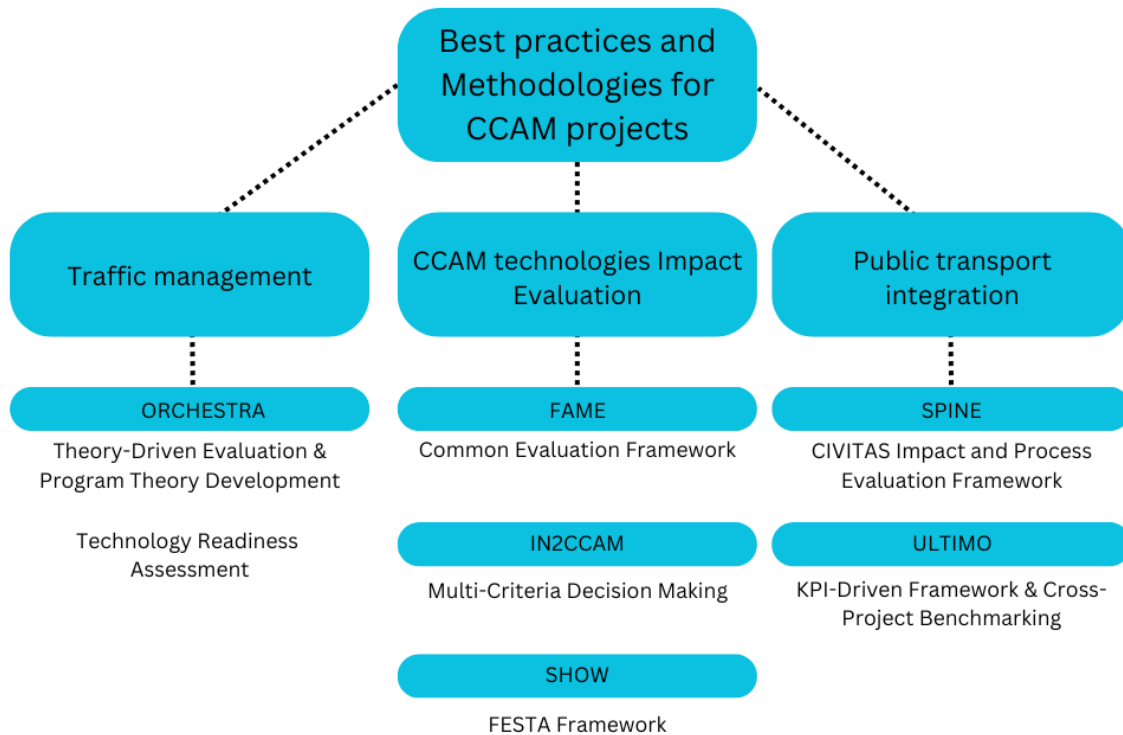 Best practices and
Methodologies for
CCAM projects
Traffic management
CCAM technologies Impact
Evaluation
Public transport
integration
ORCHESTRA
Theory-Driven Evaluation &
Program Theory Development
Technology Readiness
Assessment
FAME
Common Evaluation Framework
IN2CCAM
Multi-Criteria Decision Making
SHOW
FESTA Framework
SPINE
CIVITAS Impact and Process
Evaluation Framework
ULTIMO
KPI-Driven Framework & Cross-
Project Benchmarking